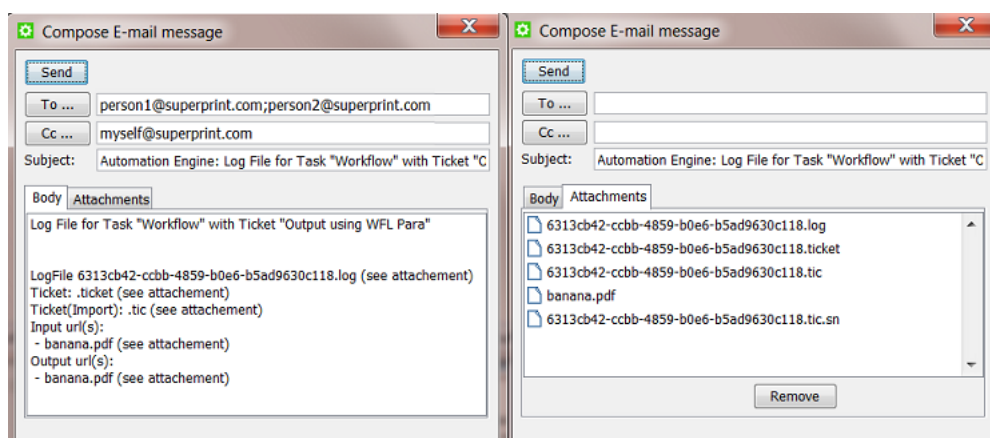 Compose E-mail message
Send
To ... person1@superprint.com;person2@superprint.com
Cc ... myself@superprint.com
Subject: Automation Engine: Log File for Task "Workflow" with Ticket "O
Body Attachments
Log File for Task "Workflow" with Ticket "Output using WFL Para"
LogFile 6313cb42-ccbb-4859-b0e6-b5ad9630c118.log (see attachement)
Ticket: .ticket (see attachement)
Ticket(Import): .tic (see attachement)
Input url(s):
- banana.pdf (see attachement)
Output url(s):
- banana.pdf (see attachement)
Compose E-mail message
Send
To ...
Cc ...
Subject: Automation Engine: Log File for Task "Workflow" with Ticket "O
Body Attachments
6313cb42-ccbb-4859-b0e6-b5ad9630c118.log
6313cb42-ccbb-4859-b0e6-b5ad9630c118.ticket
6313cb42-ccbb-4859-b0e6-b5ad9630c118.tic
banana.pdf
6313cb42-ccbb-4859-b0e6-b5ad9630c118.tic.sn
Remove